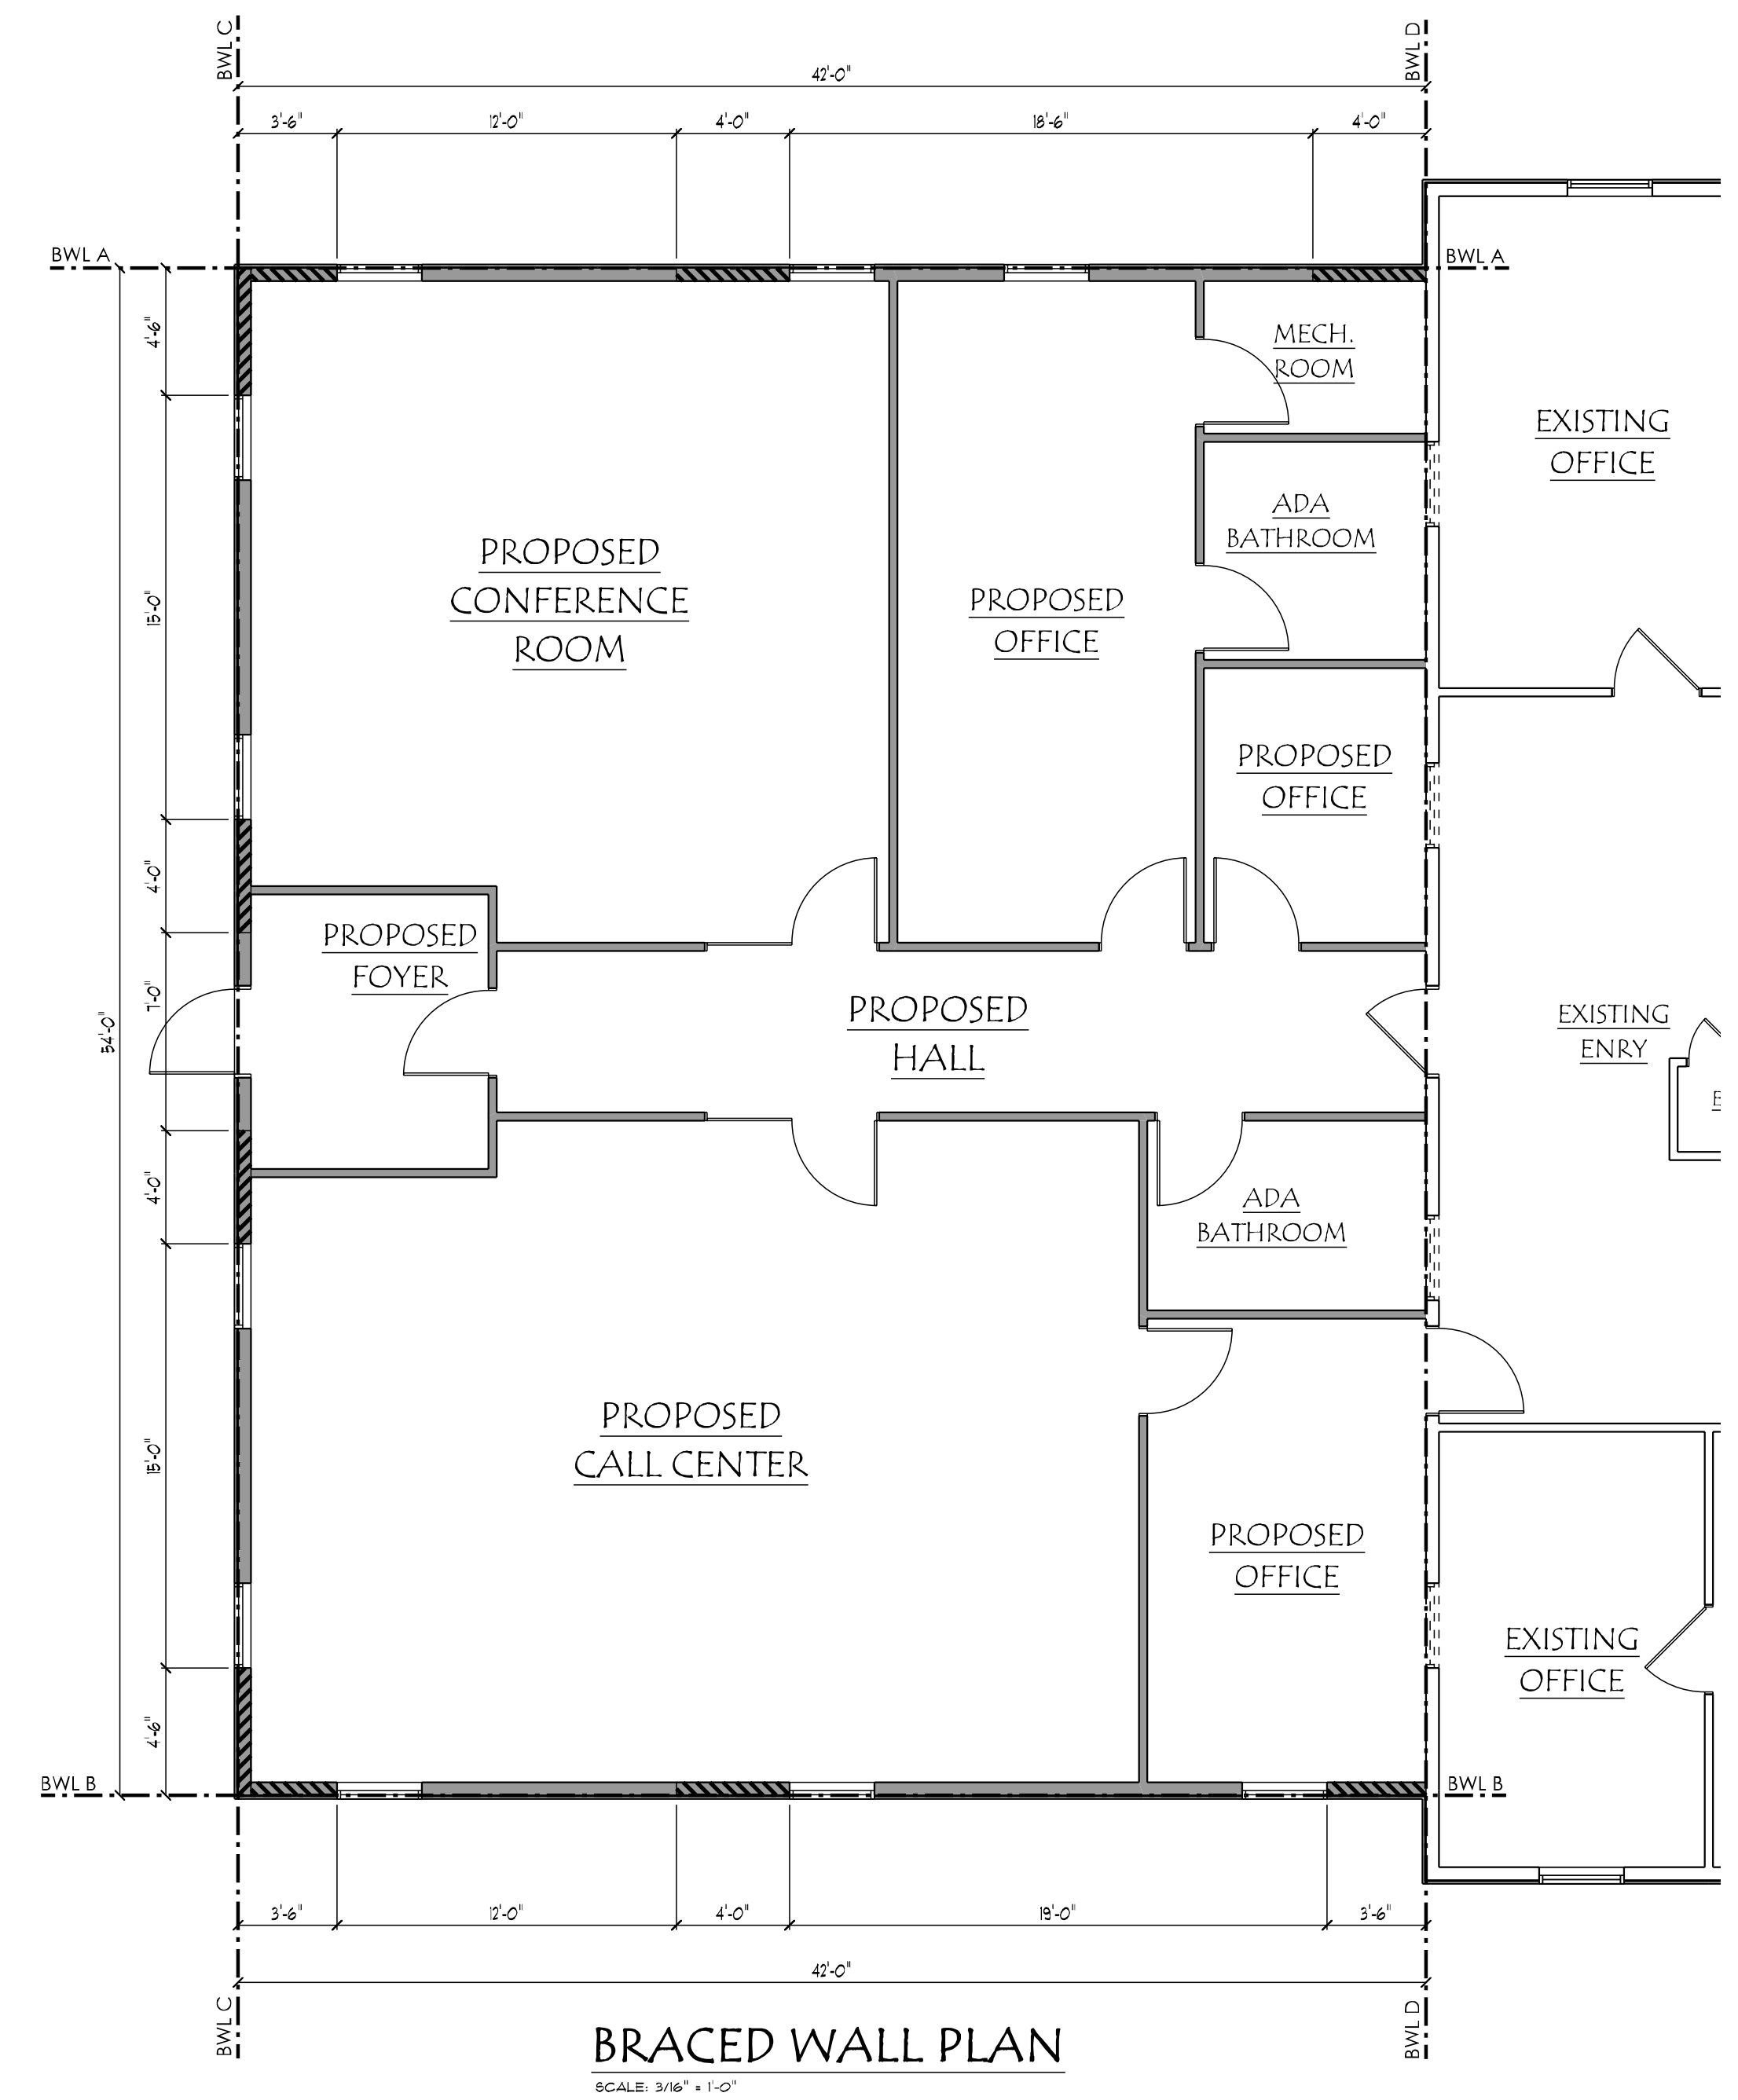 BWL C
BWL D
42'-0"
3'-6"
12'-0"
4'-0"
18'-6"
4'-0"
BWL A
BWL A
4'-6"
MECH.
ROOM
EXISTING
OFFICE
ADA
BATHROOM
PROPOSED
CONFERENCE
ROOM
15'-0"
PROPOSED
OFFICE
PROPOSED
OFFICE
4'-0"
PROPOSED
FOYER
7'-0"
54'-0"
PROPOSED
HALL
EXISTING
ENRY
4'-0"
ADA
BATHROOM
PROPOSED
CALL CENTER
15'-0"
PROPOSED
OFFICE
EXISTING
OFFICE
4'-6"
BWL B
BWL B
3'-6"
12'-0"
4'-0"
19'-0"
3'-6"
42'-0"
BWL C
BWL D
BRACED WALL PLAN
SCALE: 3/16" = 1'-0"